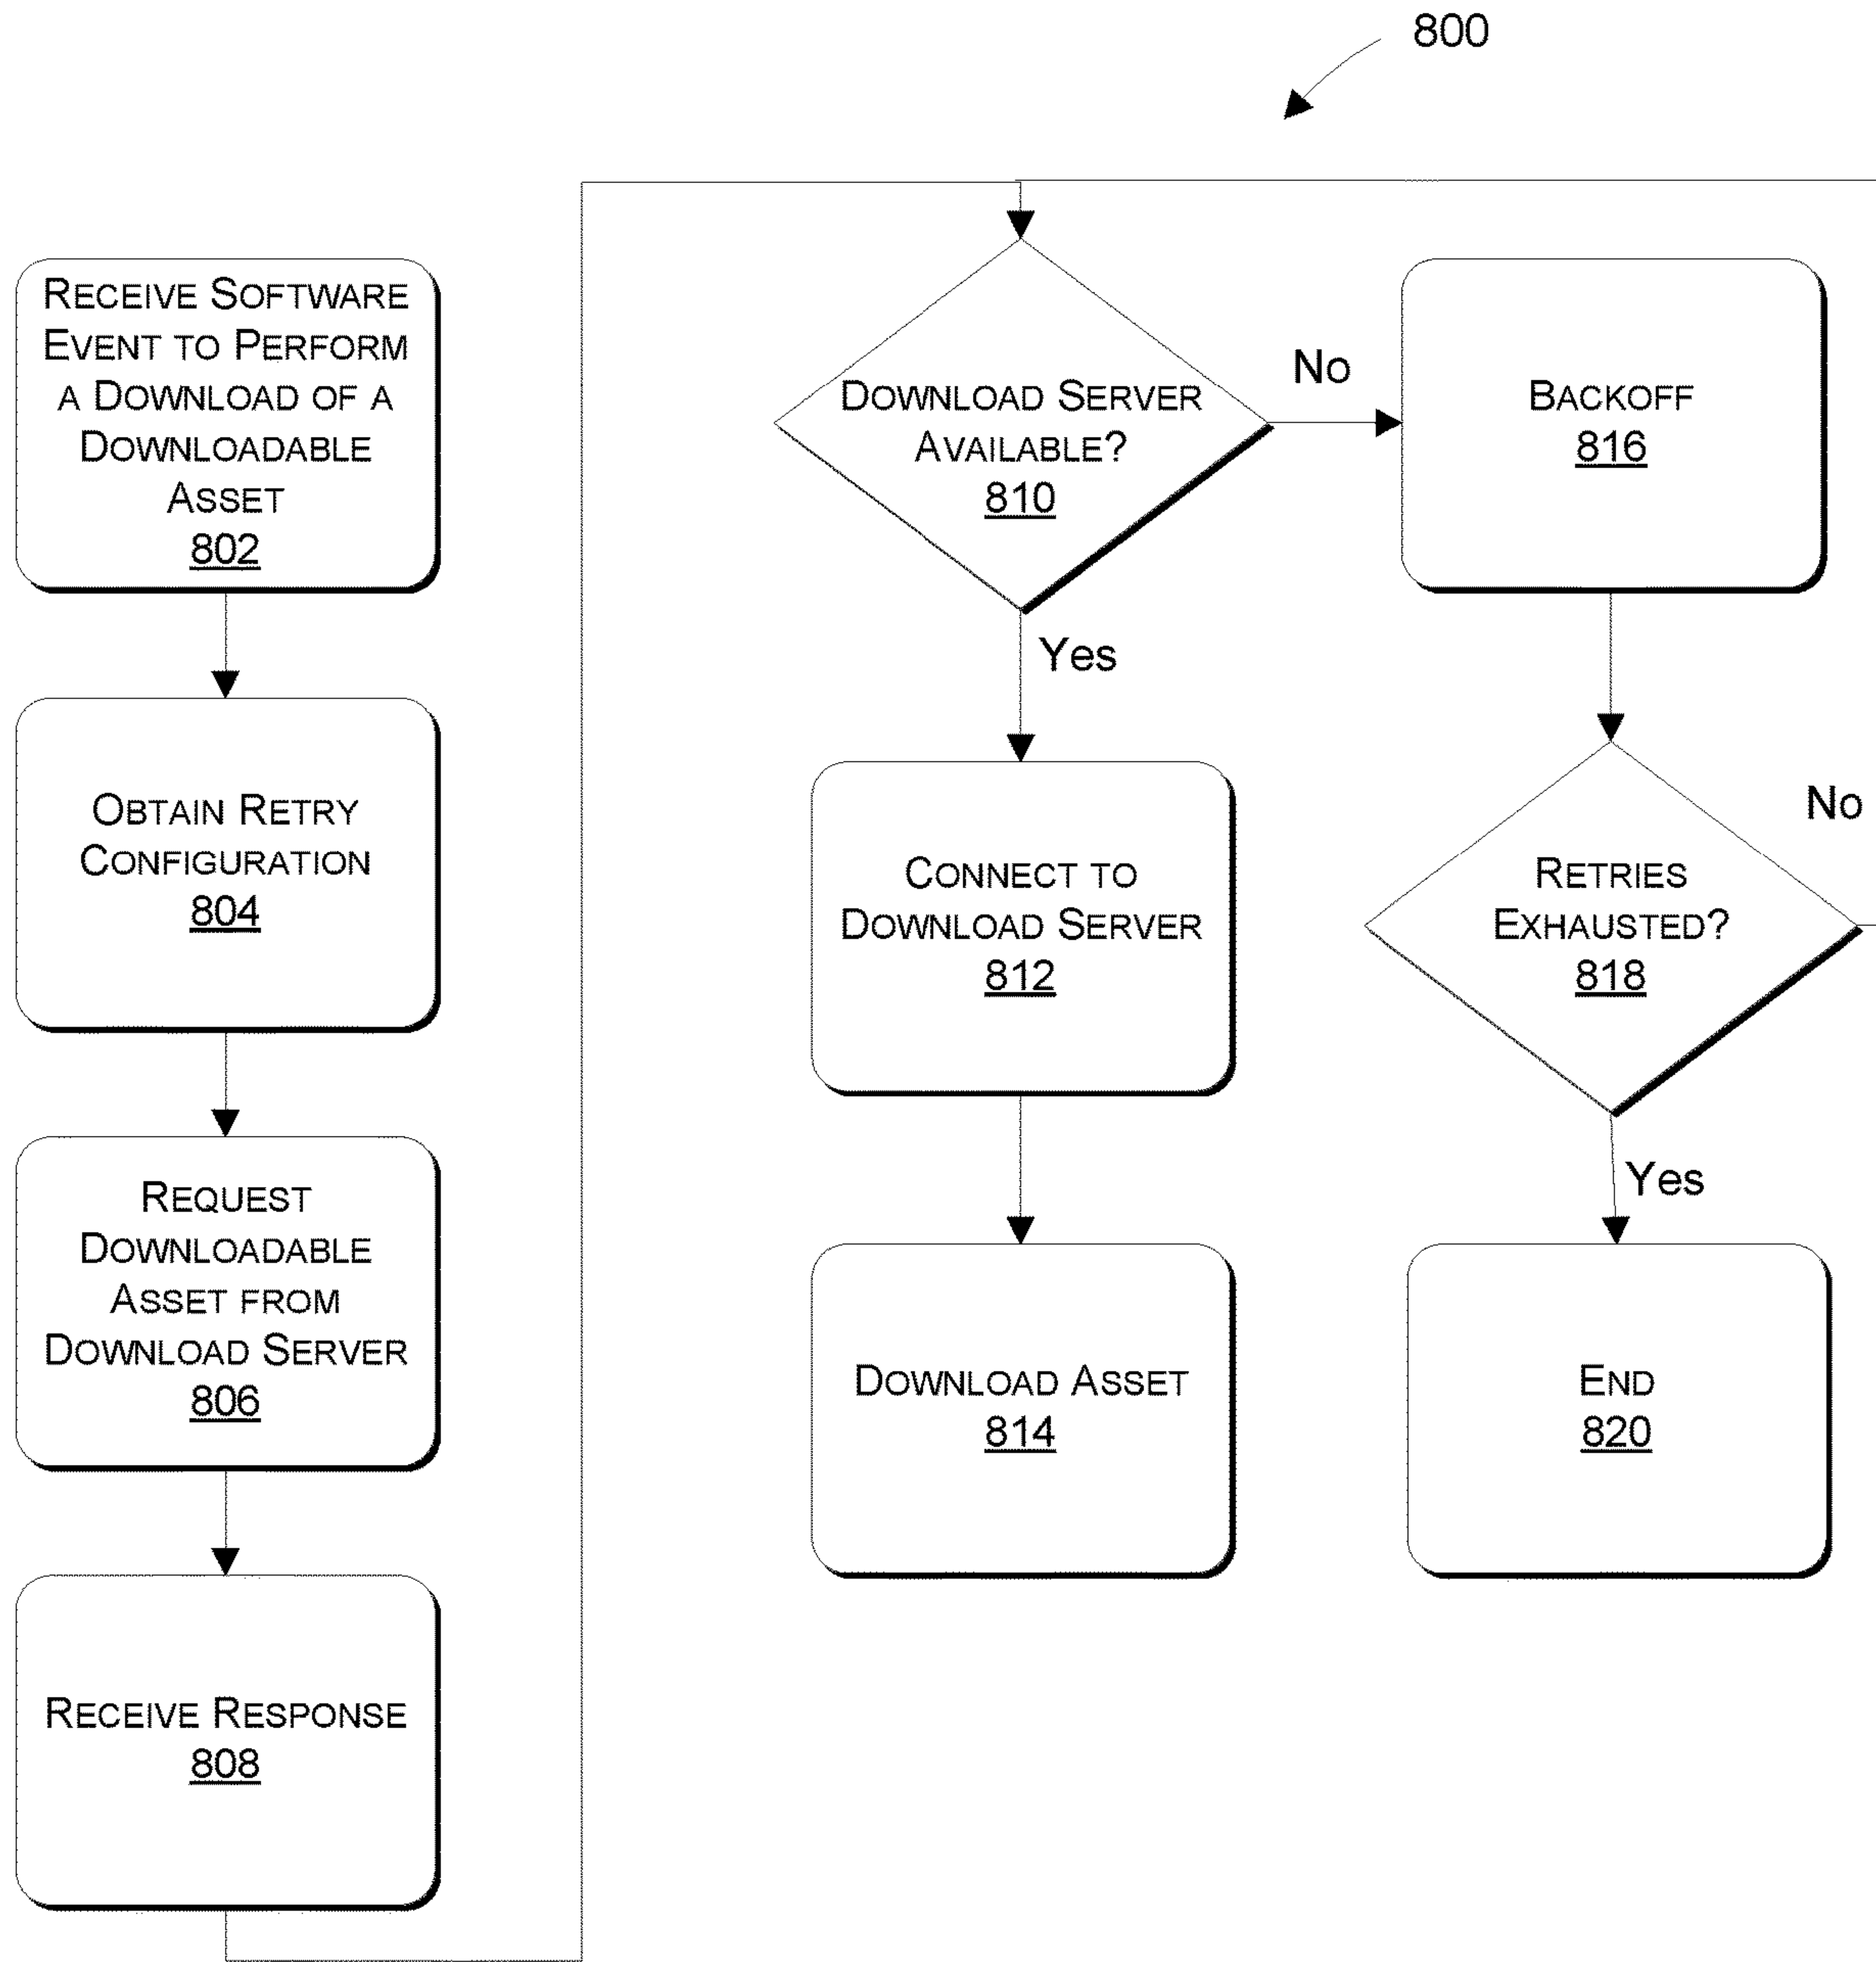 800
RECEIVE SOFTWARE
EVENT TO PERFORM
A DOWNLOAD OF A
DOWNLOADABLE
ASSET
802
OBTAIN RETRY
CONFIGURATION
804
REQUEST
DOWNLOADABLE
ASSET FROM
DOWNLOAD SERVER
806
RECEIVE RESPONSE
808
DOWNLOAD SERVER
AVAILABLE?
810
No
Yes
CONNECT TO
DOWNLOAD SERVER
812
DOWNLOAD ASSET
814
BACKOFF
816
RETRIES
EXHAUSTED?
818
No
Yes
END
820